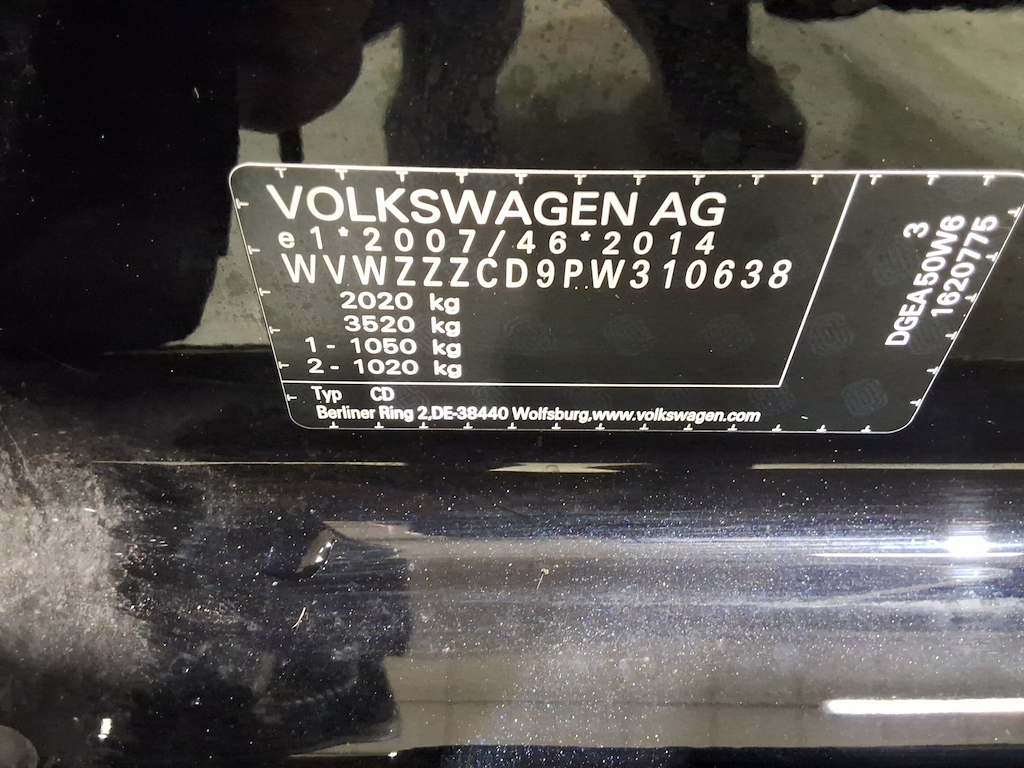 VOLKSWAGEN AG
e1*2007/46*2014
WVWZZZCD9PW310638
2020 kg
3520 kg
1- 1050 kg
2- 1020 kg
Typ CD
Berliner Ring 2,DE-38440 Wolfsburg,www.volkswagen.com
3
DGEA50W6
1620775